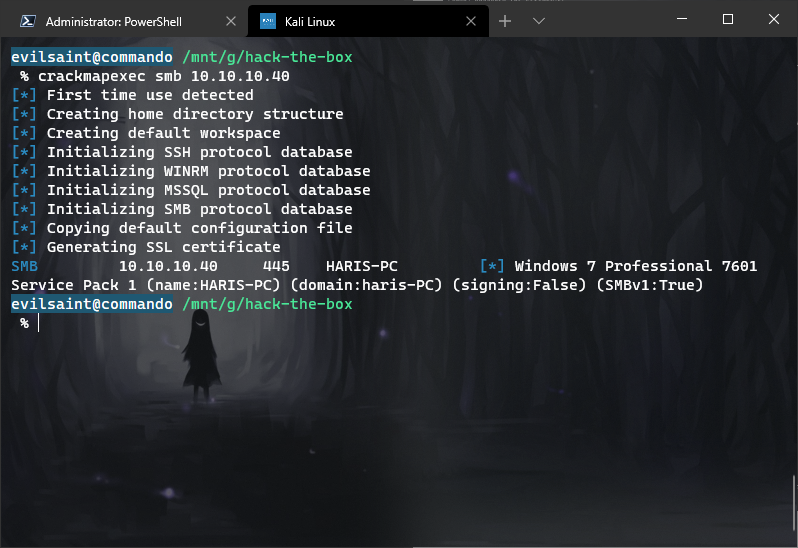 Administrator: PowerShell
Kali Linux
evilsaint@commando /mnt/g/hack-the-box
% crackmapexec smb 10.10.10.40
[*] First time use detected
[*] Creating home directory structure
[*] Creating default workspace
[*] Initializing SSH protocol database
[*] Initializing WINRM protocol database
[*] Initializing MSSQL protocol database
[*] Initializing SMB protocol database
[*] Copying default configuration file
[*] Generating SSL certificate
SMB         10.10.10.40     445    HARIS-PC         [*] Windows 7 Professional 7601
Service Pack 1 (name:HARIS-PC) (domain:haris-PC) (signing:False) (SMBv1:True)
evilsaint@commando /mnt/g/hack-the-box
%